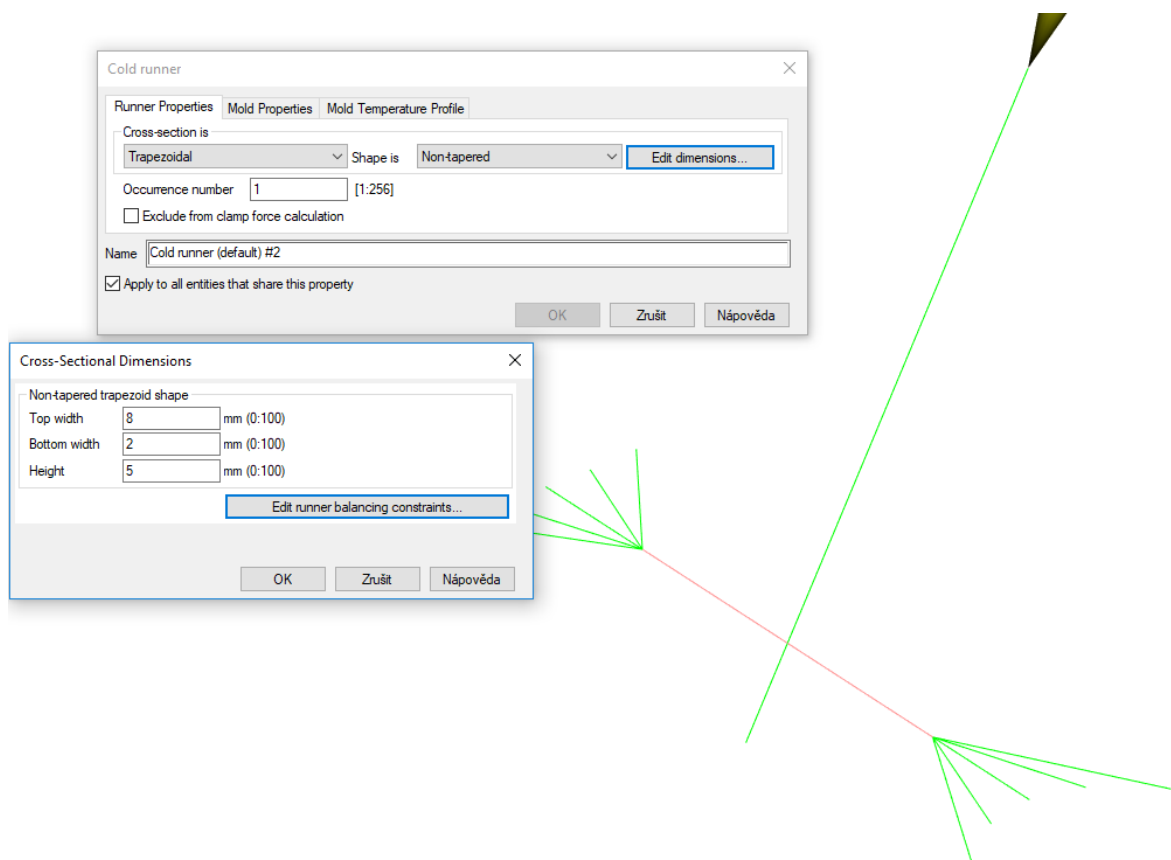 Cold runner
Runner Properties Mold Properties Mold Temperature Profile
Cross-section is
Trapezoidal Shape is Non-tapered Edit dimensions...
Occurrence number 1 [1:256]
Exclude from clamp force calculation
Name Cold runner (default) #2
Apply to all entities that share this property
OK Zrušit Nápověda
Cross-Sectional Dimensions
Non-tapered trapezoid shape
Top width 8 mm (0:100)
Bottom width 2 mm (0:100)
Height 5 mm (0:100)
Edit runner balancing constraints...
OK Zrušit Nápověda